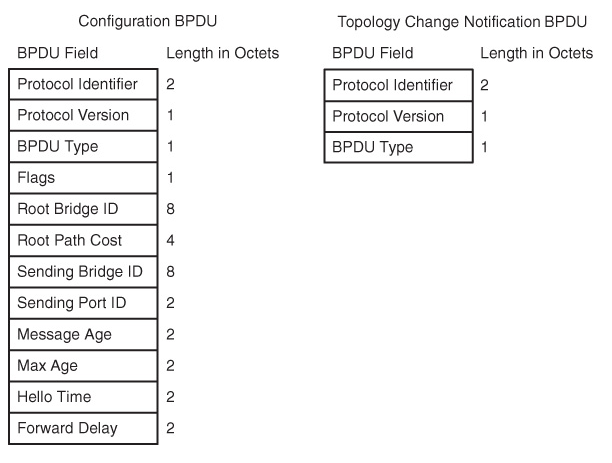 Configuration BPDU
BPDU Field Length in Octets
Protocol Identifier 2
Protocol Version 1
BPDU Type 1
Flags 1
Root Bridge ID 8
Root Path Cost 4
Sending Bridge ID 8
Sending Port ID 2
Message Age 2
Max Age 2
Hello Time 2
Forward Delay 2
Topology Change Notification BPDU
BPDU Field Length in Octets
Protocol Identifier 2
Protocol Version 1
BPDU Type 1